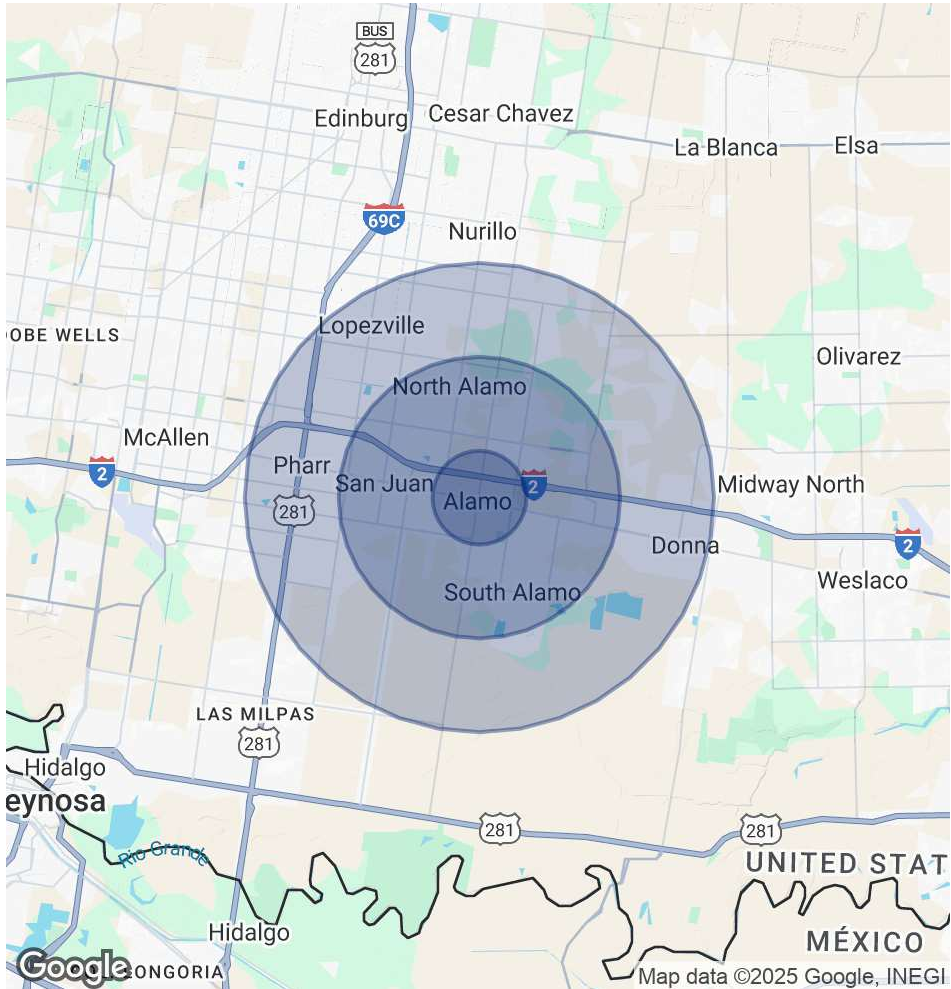 BUS
281
Edinburg
Cesar Chavez
La Blanca
Elsa
69C
Nurillo
Lopezville
OBE WELLS
Olivarez
North Alamo
McAllen
Pharr
San Juan
2
2
Midway North
281
Alamo
Donna
2
Weslaco
South Alamo
LAS MILPAS
281
Hidalgo
eynosa
281
281
Rio Grande
UNITED STAT
Hidalgo
MÉXICO
Google
CONGORIA
Map data ©2025 Google, INEGI